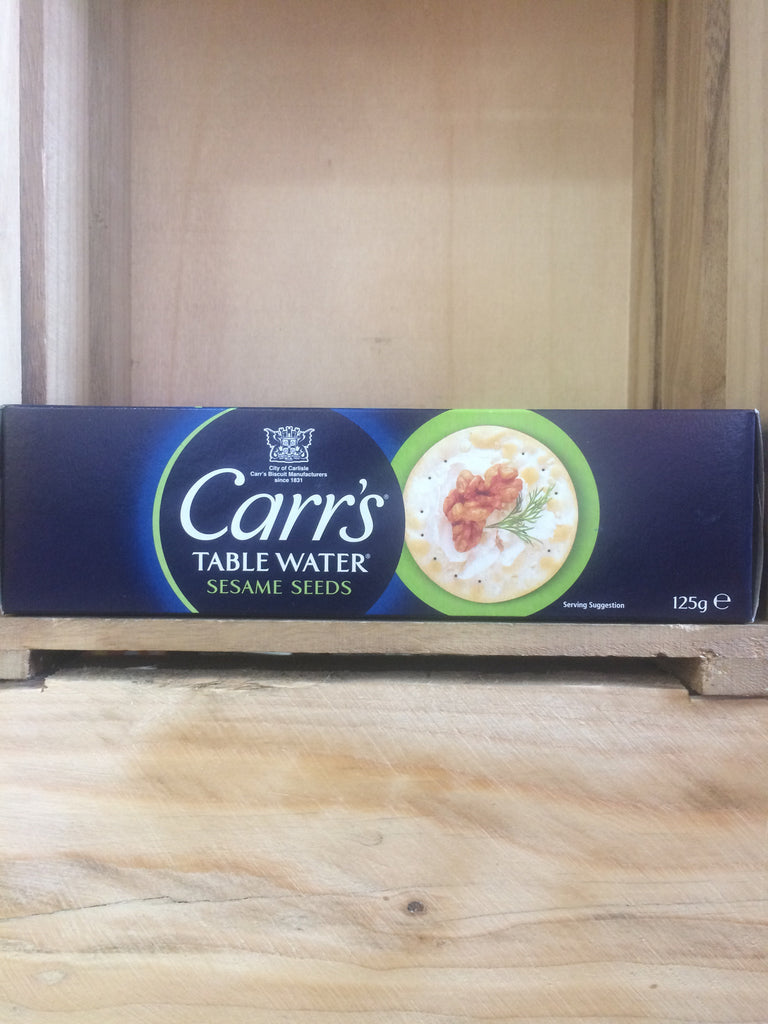 City of Carlisle
Carr's Biscuit Manufacturers
since 1831
Carr's®
TABLE WATER®
SESAME SEEDS
Serving Suggestion
125g ℮